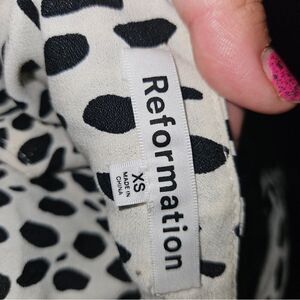 Reformation
XS
MADE IN
CHINA